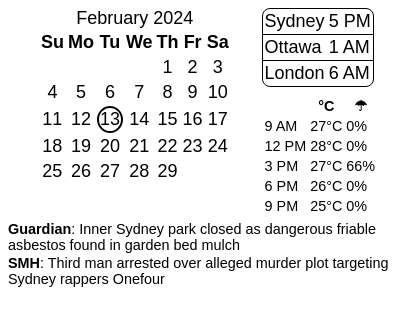 February 2024
Su Mo Tu We Th Fr Sa
1 2 3
4 5 6 7 8 9 10
11 12 13 14 15 16 17
18 19 20 21 22 23 24
25 26 27 28 29
Sydney 5 PM
Ottawa 1 AM
London 6 AM
°C ☂
9 AM 27°C 0%
12 PM 28°C 0%
3 PM 27°C 66%
6 PM 26°C 0%
9 PM 25°C 0%
Guardian: Inner Sydney park closed as dangerous friable
asbestos found in garden bed mulch
SMH: Third man arrested over alleged murder plot targeting
Sydney rappers Onefour